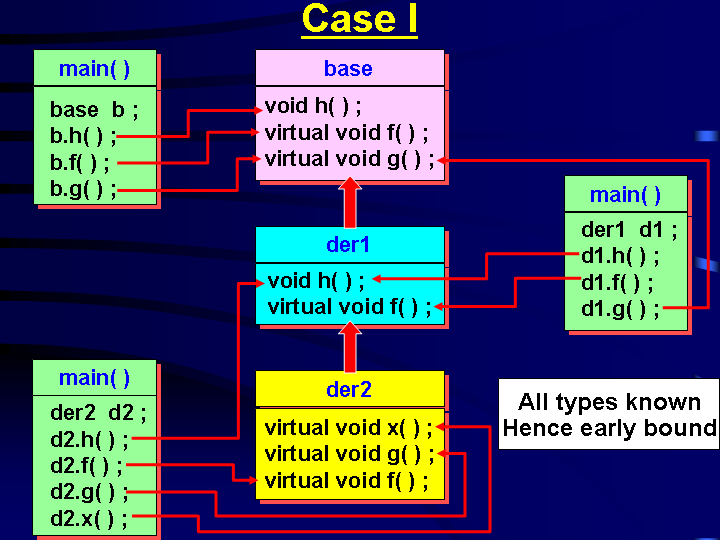 Case I
main( )
base b ;
b.h( ) ;
b.f( ) ;
b.g( ) ;
base
void h( ) ;
virtual void f( ) ;
virtual void g( ) ;
main( )
der1 d1 ;
d1.h( ) ;
d1.f( ) ;
d1.g( ) ;
der1
void h( ) ;
virtual void f( ) ;
main( )
der2 d2 ;
d2.h( ) ;
d2.f( ) ;
d2.g( ) ;
d2.x( ) ;
der2
virtual void x( ) ;
virtual void g( ) ;
virtual void f( ) ;
All types known
Hence early bound